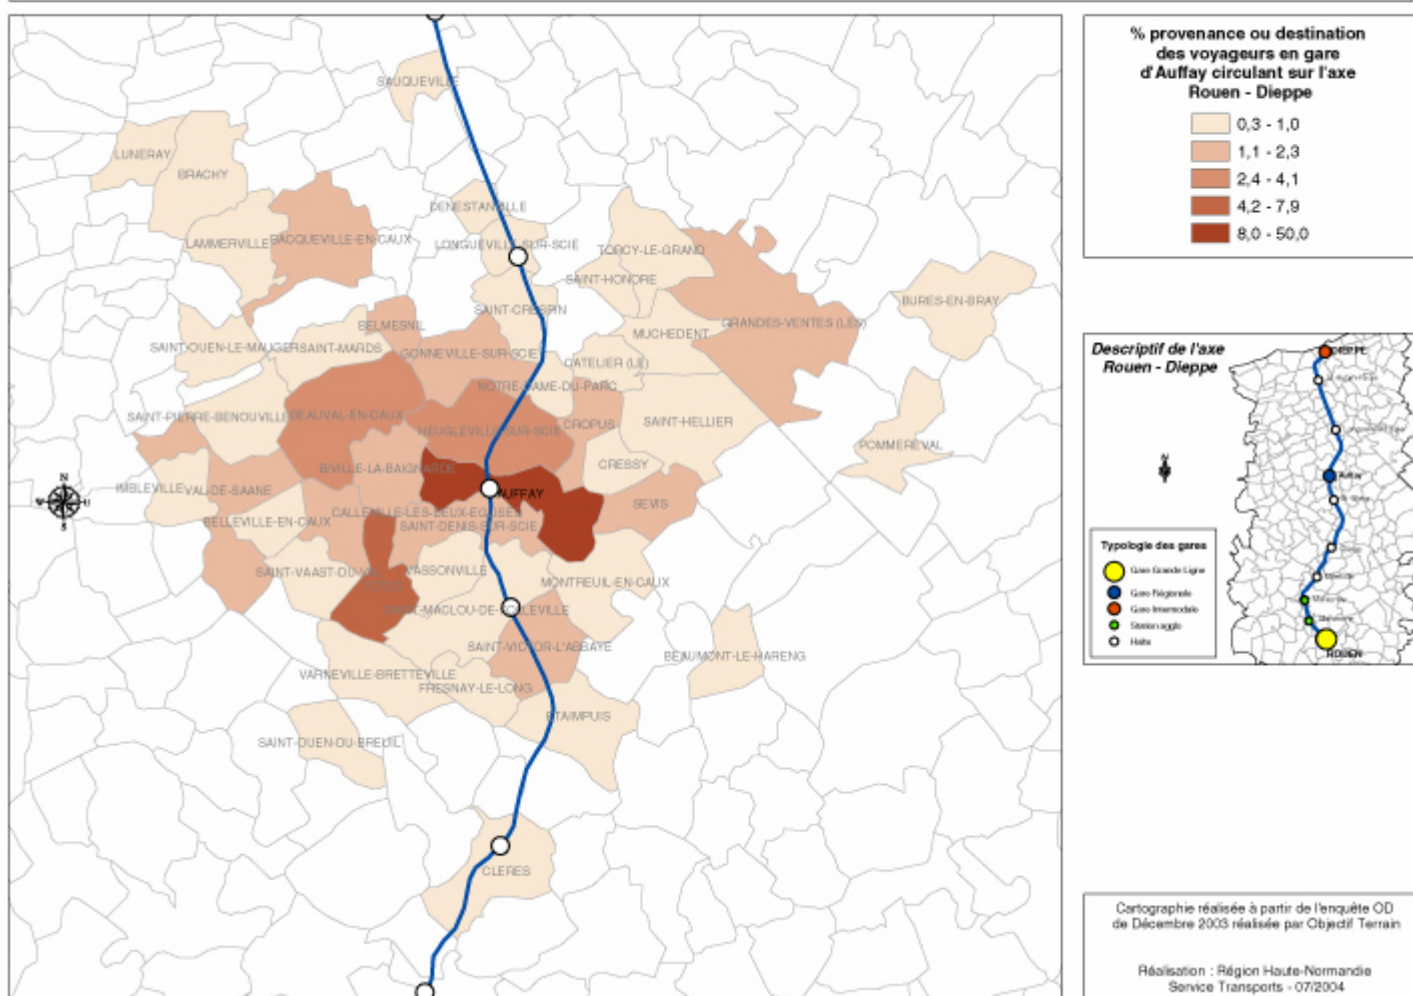 % provenance ou destination
des voyageurs en gare
d'Auffay circulant sur l'axe
Rouen - Dieppe
0,3 - 1,0
1,1 - 2,3
2,4 - 4,1
4,2 - 7,9
8,0 - 50,0
SAUQUEVILLE
LUNERAY
BRACHY
DENESTANVILLE
LAMMERVILLE
BACQUEVILLE-EN-CAUX
LONGUEVILLE-SUR-SCIE
TORCY-LE-GRAND
SAINT-HONORE
BURES-EN-BRAY
SAINT-CRESPIN
BELMESNIL
MUCHEDENT
GRANDES-VENTES (LES)
SAINT-OUEN-LE-MAUGER
SAINT-MARDS
GONNEVILLE-SUR-SCIE
CATELIER (LE)
NOTRE-DAME-DU-PARC
SAINT-PIERRE-BENOUVILLE
BEAUVAL-EN-CAUX
HEUGLEVILLE-SUR-SCIE
CROPUS
SAINT-HELLIER
POMMEREVAL
BIVILLE-LA-BAIGNARDE
CRESSY
IMBLEVILLE
VAL-DE-SAANE
AUFFAY
SEVIS
BELLEVILLE-EN-CAUX
CALLEVILLE-LES-DEUX-EGLISES
SAINT-DENIS-SUR-SCIE
SAINT-VAAST-DU-VAL
VASSONVILLE
MONTREUIL-EN-CAUX
SAINT-MACLOU-DE-FOLLEVILLE
SAINT-VICTOR-L'ABBAYE
BEAUMONT-LE-HARENG
VARNEVILLE-BRETTEVILLE
FRESNAY-LE-LONG
ETAIMPUIS
SAINT-OUEN-DU-BREUIL
CLERES
N
S
Descriptif de l'axe
Rouen - Dieppe
DIEPPE
Auffay
ROUEN
N
Typologie des gares
Gare Grande Ligne
Gare Régionale
Gare Intermodale
Station agglo
Halte
Cartographie réalisée à partir de l'enquête OD
de Décembre 2003 réalisée par Objectif Terrain
Réalisation : Région Haute-Normandie
Service Transports - 07/2004